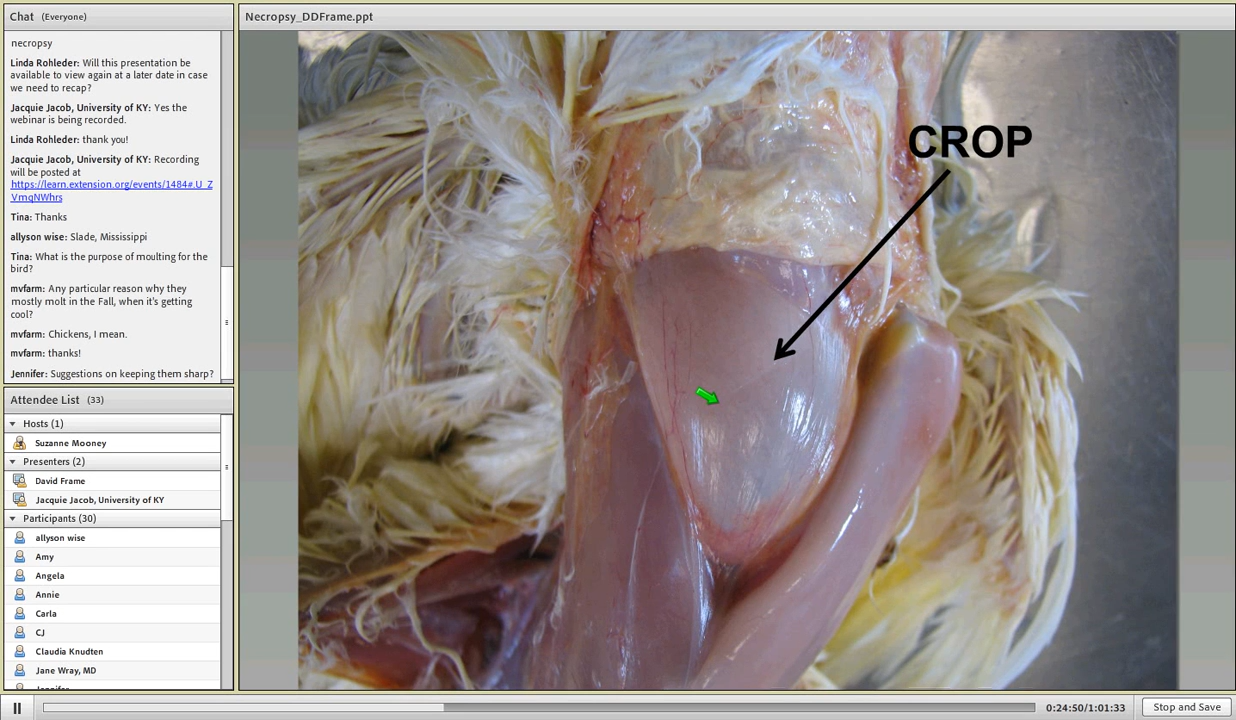 Chat (Everyone)
necropsy
Linda Rohleder: Will this presentation be
available to view again at a later date in case
we need to recap?
Jacquie Jacob, University of KY: Yes the
webinar is being recorded.
Linda Rohleder: thank you!
Jacquie Jacob, University of KY: Recording
will be posted at
https://learn.extension.org/events/1484#.U_Z
VmqNWhrs
Tina: Thanks
allyson wise: Slade, Mississippi
Tina: What is the purpose of moulting for the
bird?
mvfarm: Any particular reason why they
mostly molt in the Fall, when it's getting
cool?
mvfarm: Chickens, I mean.
mvfarm: thanks!
Jennifer: Suggestions on keeping them sharp?
Attendee List (33)
Hosts (1)
Suzanne Mooney
Presenters (2)
David Frame
Jacquie Jacob, University of KY
Participants (30)
allyson wise
Amy
Angela
Annie
Carla
CJ
Claudia Knudten
Jane Wray, MD
Necropsy_DDFrame.ppt
CROP
0:24:50/1:01:33
Stop and Save